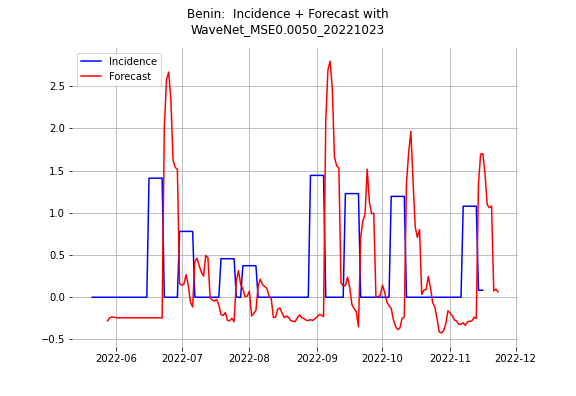 Benin:  Incidence + Forecast with
WaveNet_MSE0.0050_20221023
Incidence
Forecast
2.5
2.0
1.5
1.0
0.5
0.0
−0.5
2022-06 2022-07 2022-08 2022-09 2022-10 2022-11 2022-12